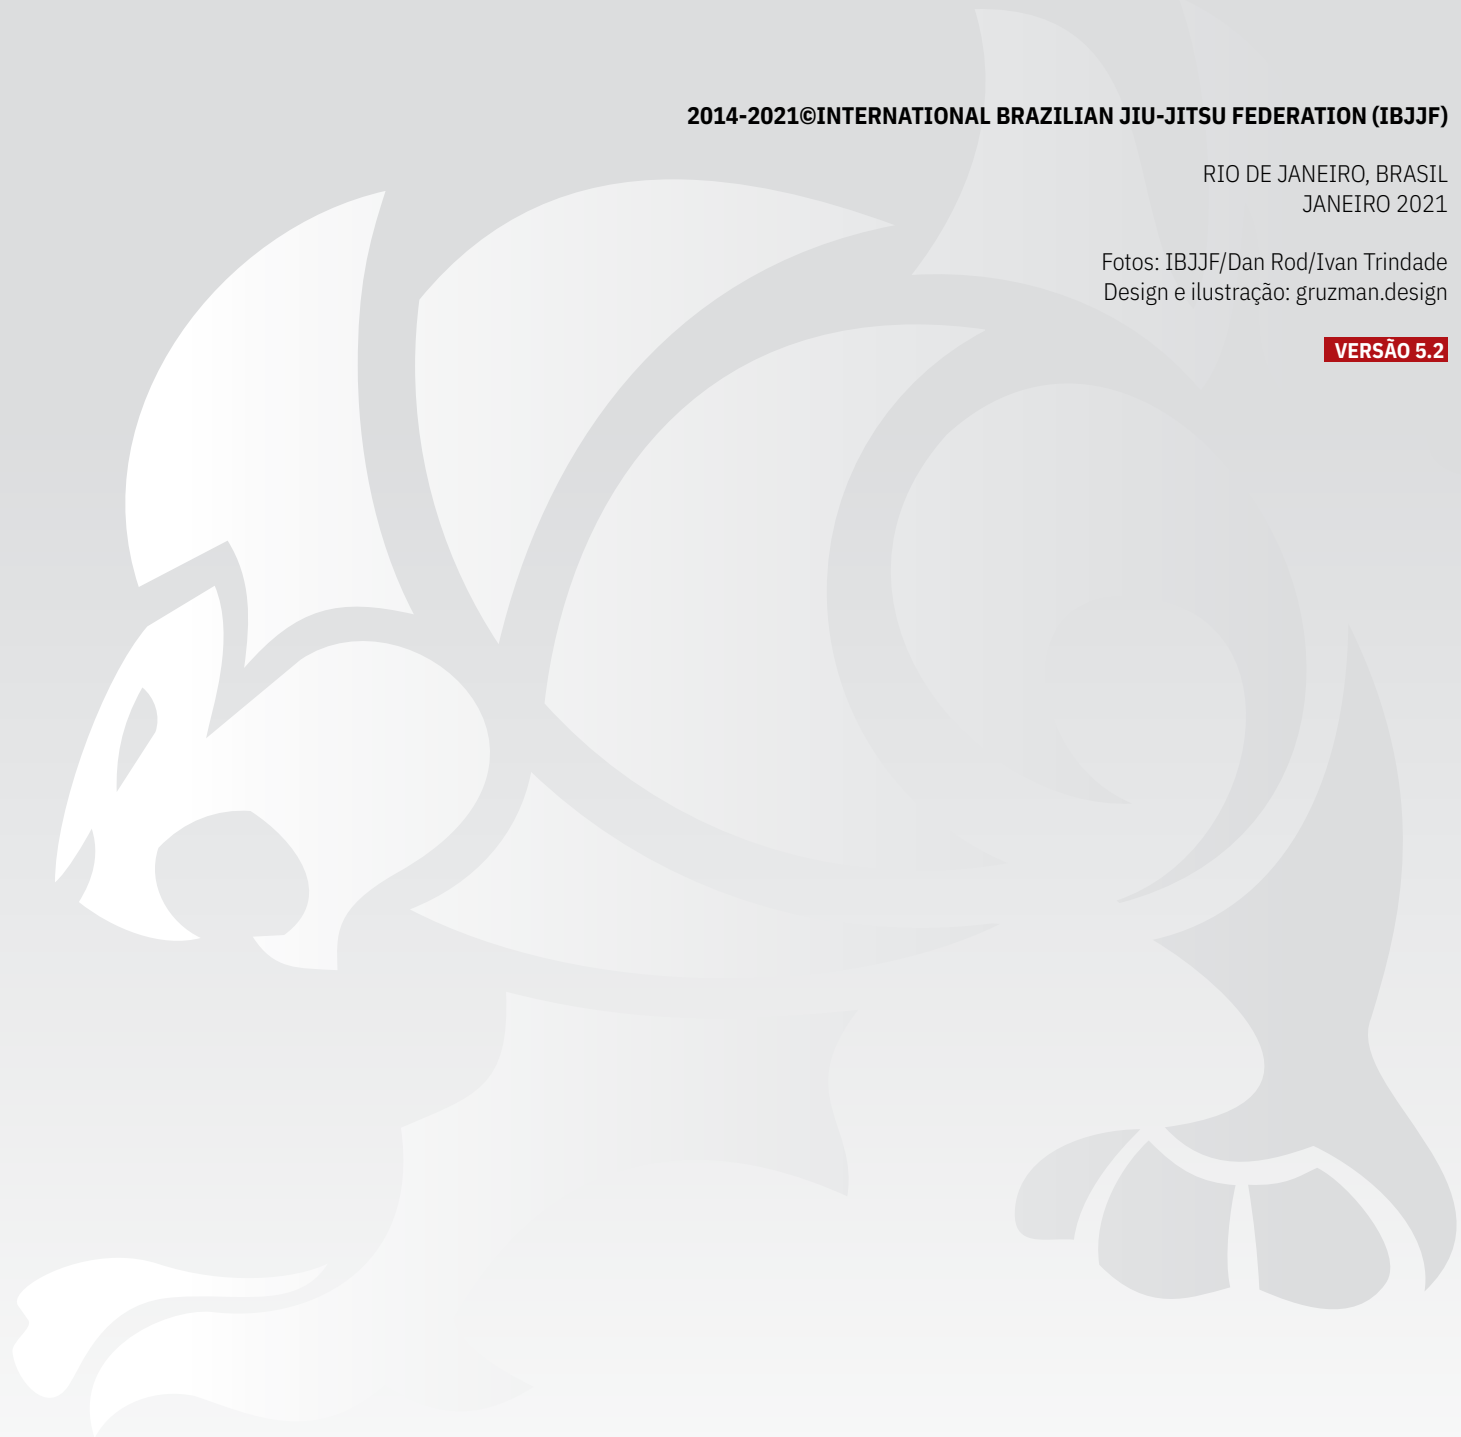 2014-2021©INTERNATIONAL BRAZILIAN JIU-JITSU FEDERATION (IBJJF)
RIO DE JANEIRO, BRASIL
JANEIRO 2021
Fotos: IBJJF/Dan Rod/Ivan Trindade
Design e ilustração: gruzman.design
VERSÃO 5.2